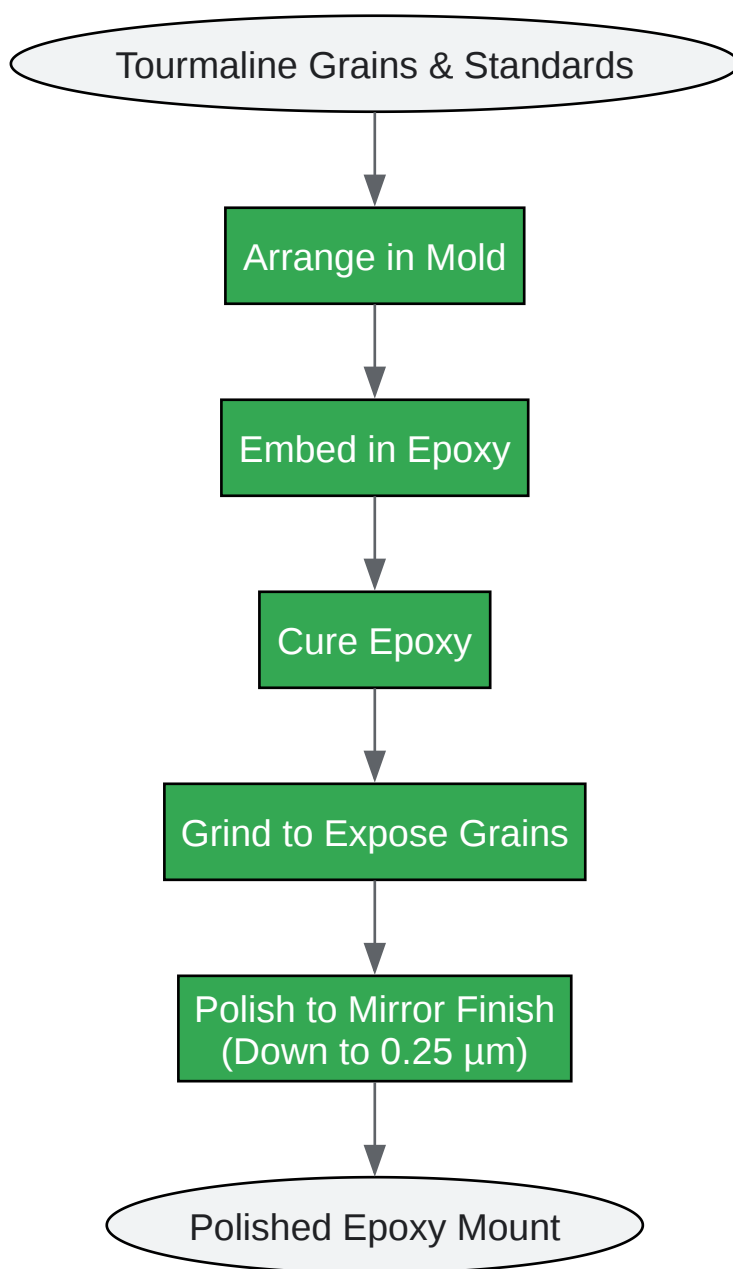 Tourmaline Grains & Standards
Arrange in Mold
Embed in Epoxy
Cure Epoxy
Grind to Expose Grains
Polish to Mirror Finish
(Down to 0.25 µm)
Polished Epoxy Mount